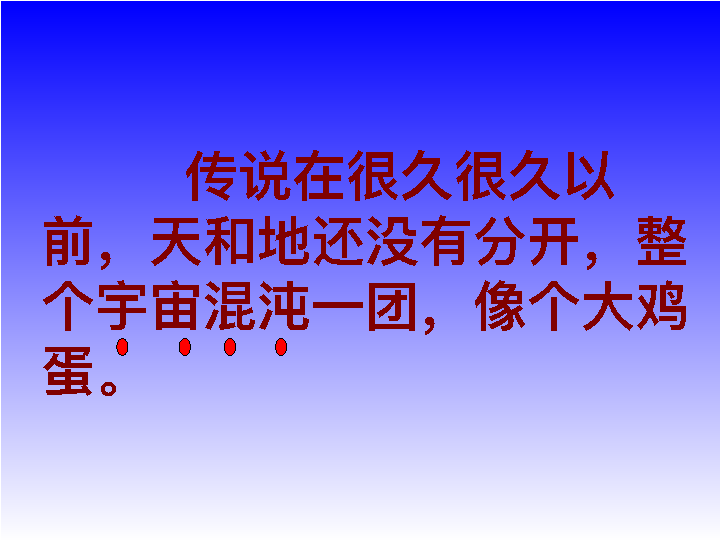 传说在很久很久以
前，天和地还没有分开，整
个宇宙混沌一团，像个大鸡
蛋。